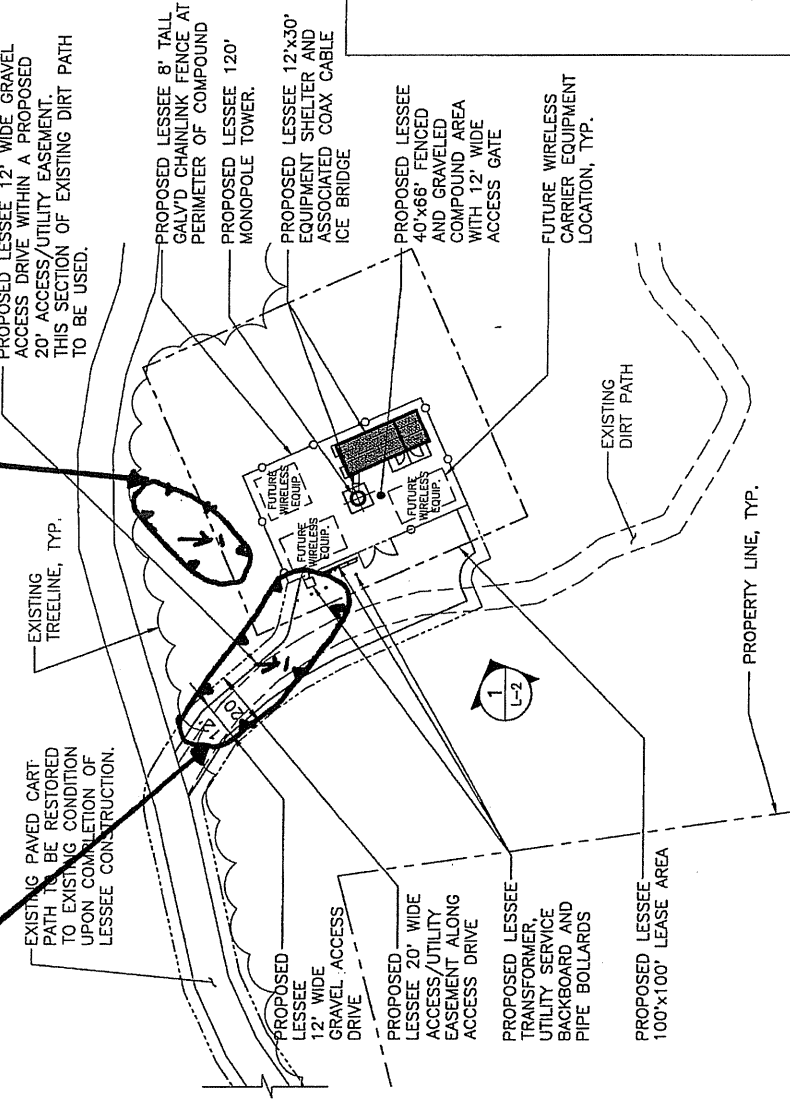 PROPOSED LESSEE 12' WIDE GRAVEL
ACCESS DRIVE WITHIN A PROPOSED
20' ACCESS/UTILITY EASEMENT.
THIS SECTION OF EXISTING DIRT PATH
TO BE USED.
PROPOSED LESSEE 8' TALL
GALV'D CHAINLINK FENCE AT
PERIMETER OF COMPOUND
PROPOSED LESSEE 120'
MONOPOLE TOWER.
PROPOSED LESSEE 12'x30'
EQUIPMENT SHELTER AND
ASSOCIATED COAX CABLE
ICE BRIDGE
PROPOSED LESSEE
40'x66' FENCED
AND GRAVELED
COMPOUND AREA
WITH 12' WIDE
ACCESS GATE
FUTURE WIRELESS
CARRIER EQUIPMENT
LOCATION, TYP.
EXISTING
TREELINE, TYP.
EXISTING PAVED CART-
PATH TO BE RESTORED
TO EXISTING CONDITION
UPON COMPLETION OF
LESSEE CONSTRUCTION.
FUTURE
WIRELESS
EQUIP.
FUTURE
WIRELESS
EQUIP.
FUTURE
WIRELESS
EQUIP.
20'
EXISTING
DIRT PATH
1
L-2
PROPERTY LINE, TYP.
PROPOSED
LESSEE
12' WIDE
GRAVEL ACCESS
DRIVE
PROPOSED
LESSEE 20' WIDE
ACCESS/UTILITY
EASEMENT ALONG
ACCESS DRIVE
PROPOSED LESSEE
TRANSFORMER,
UTILITY SERVICE
BACKBOARD AND
PIPE BOLLARDS
PROPOSED LESSEE
100'x100' LEASE AREA